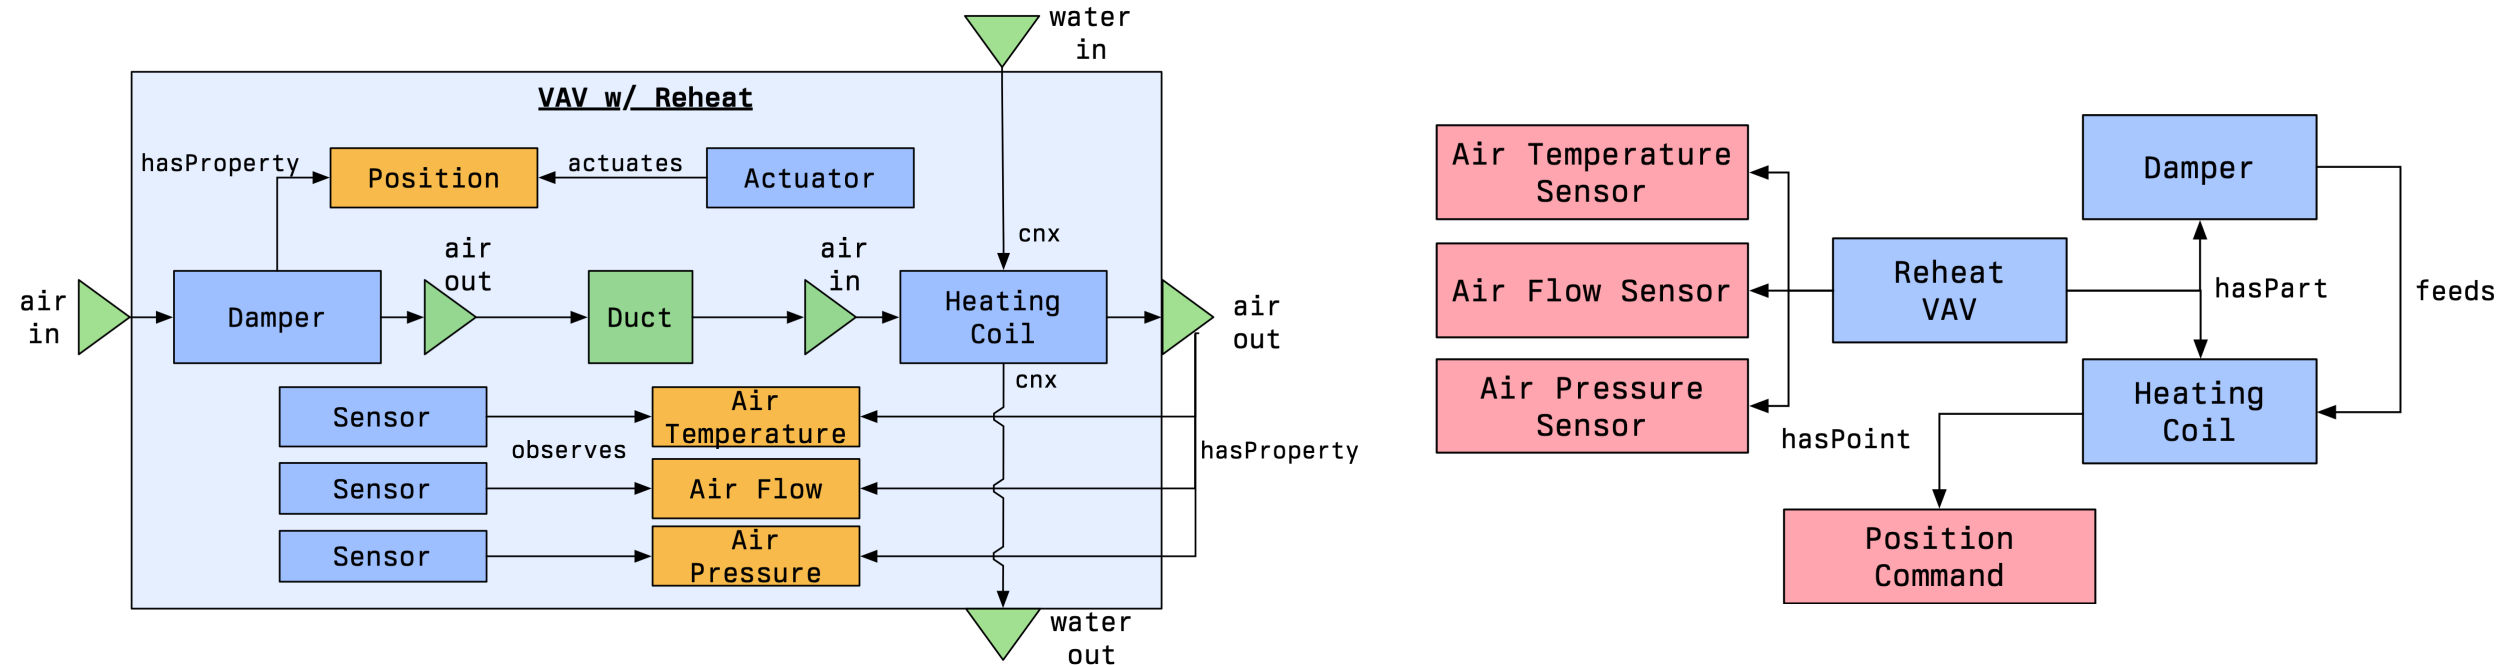 water
in
VAV w/ Reheat
hasProperty
Position
actuates
Actuator
cnx
air
in
Damper
air
out
Duct
air
in
Heating
Coil
air
out
cnx
Sensor
observes
Air
Temperature
Sensor
Air Flow
Sensor
Air
Pressure
hasProperty
water
out
Air Temperature
Sensor
Air Flow Sensor
Air Pressure
Sensor
Reheat
VAV
Damper
hasPart
feeds
Heating
Coil
hasPoint
Position
Command